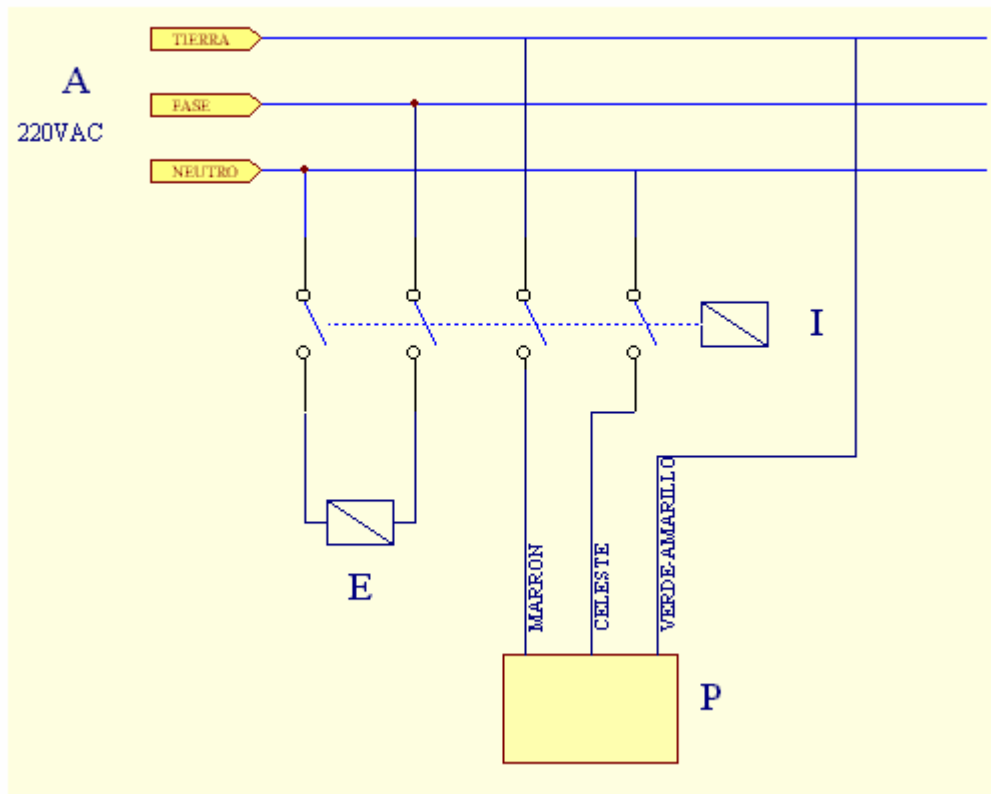 TIERRA
A
FASE
220VAC
NEUTRO
I
E
MARRON
CELESTE
VERDE-AMARILLO
P